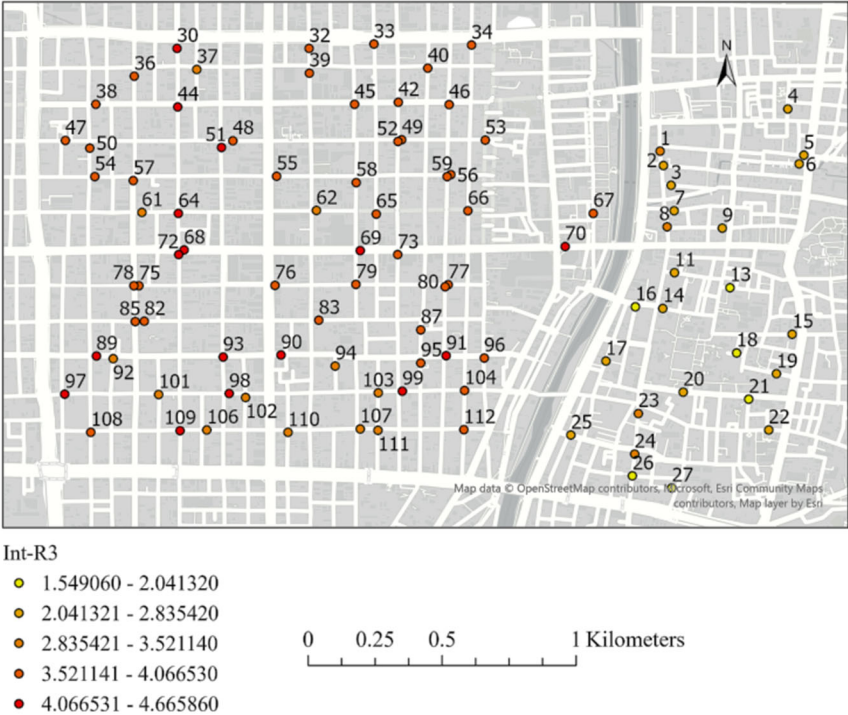 30 32 33 34
36 37 39 40
N
38 44 45 42 46 4
47 50 51 48 52 49 53 1 5
54 57 55 58 59 56 2 3 6
61 64 62 65 66 67 7 8 9
72 68 69 73 70
78 75 76 79 80 77 11 13
85 82 83 87 16 14 15
89 92 93 90 94 95 91 96 17 18 19
97 101 98 102 103 99 104 20 21
108 109 106 110 107 111 112 25 23 22
24
26 27
Map data © OpenStreetMap contributors, Microsoft, Esri Community Maps
contributors, Map layer by Esri
Int-R3
1.549060 - 2.041320
2.041321 - 2.835420
2.835421 - 3.521140
3.521141 - 4.066530
4.066531 - 4.665860
0 0.25 0.5 1 Kilometers